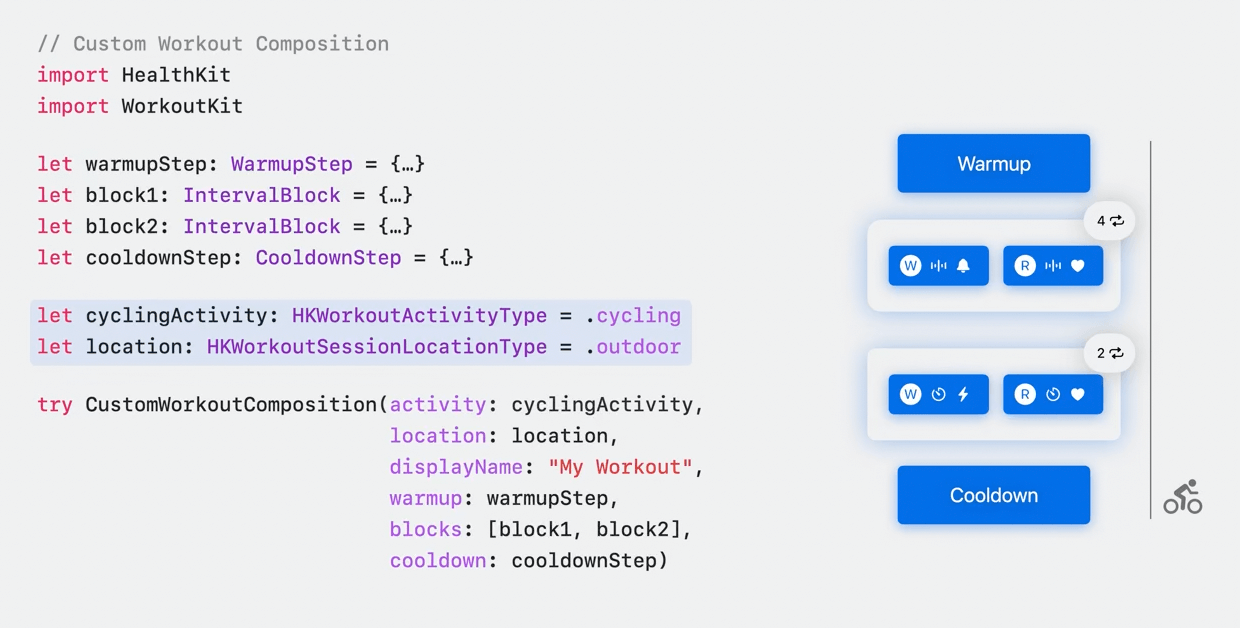 // Custom Workout Composition
import HealthKit
import WorkoutKit
let warmupStep: WarmupStep = {…}
let block1: IntervalBlock = {…}
let block2: IntervalBlock = {…}
let cooldownStep: CooldownStep = {…}
let cyclingActivity: HKWorkoutActivityType = .cycling
let location: HKWorkoutSessionLocationType = .outdoor
try CustomWorkoutComposition(activity: cyclingActivity,
location: location,
displayName: "My Workout",
warmup: warmupStep,
blocks: [block1, block2],
cooldown: cooldownStep)
Warmup
4
W R
2
W R
Cooldown